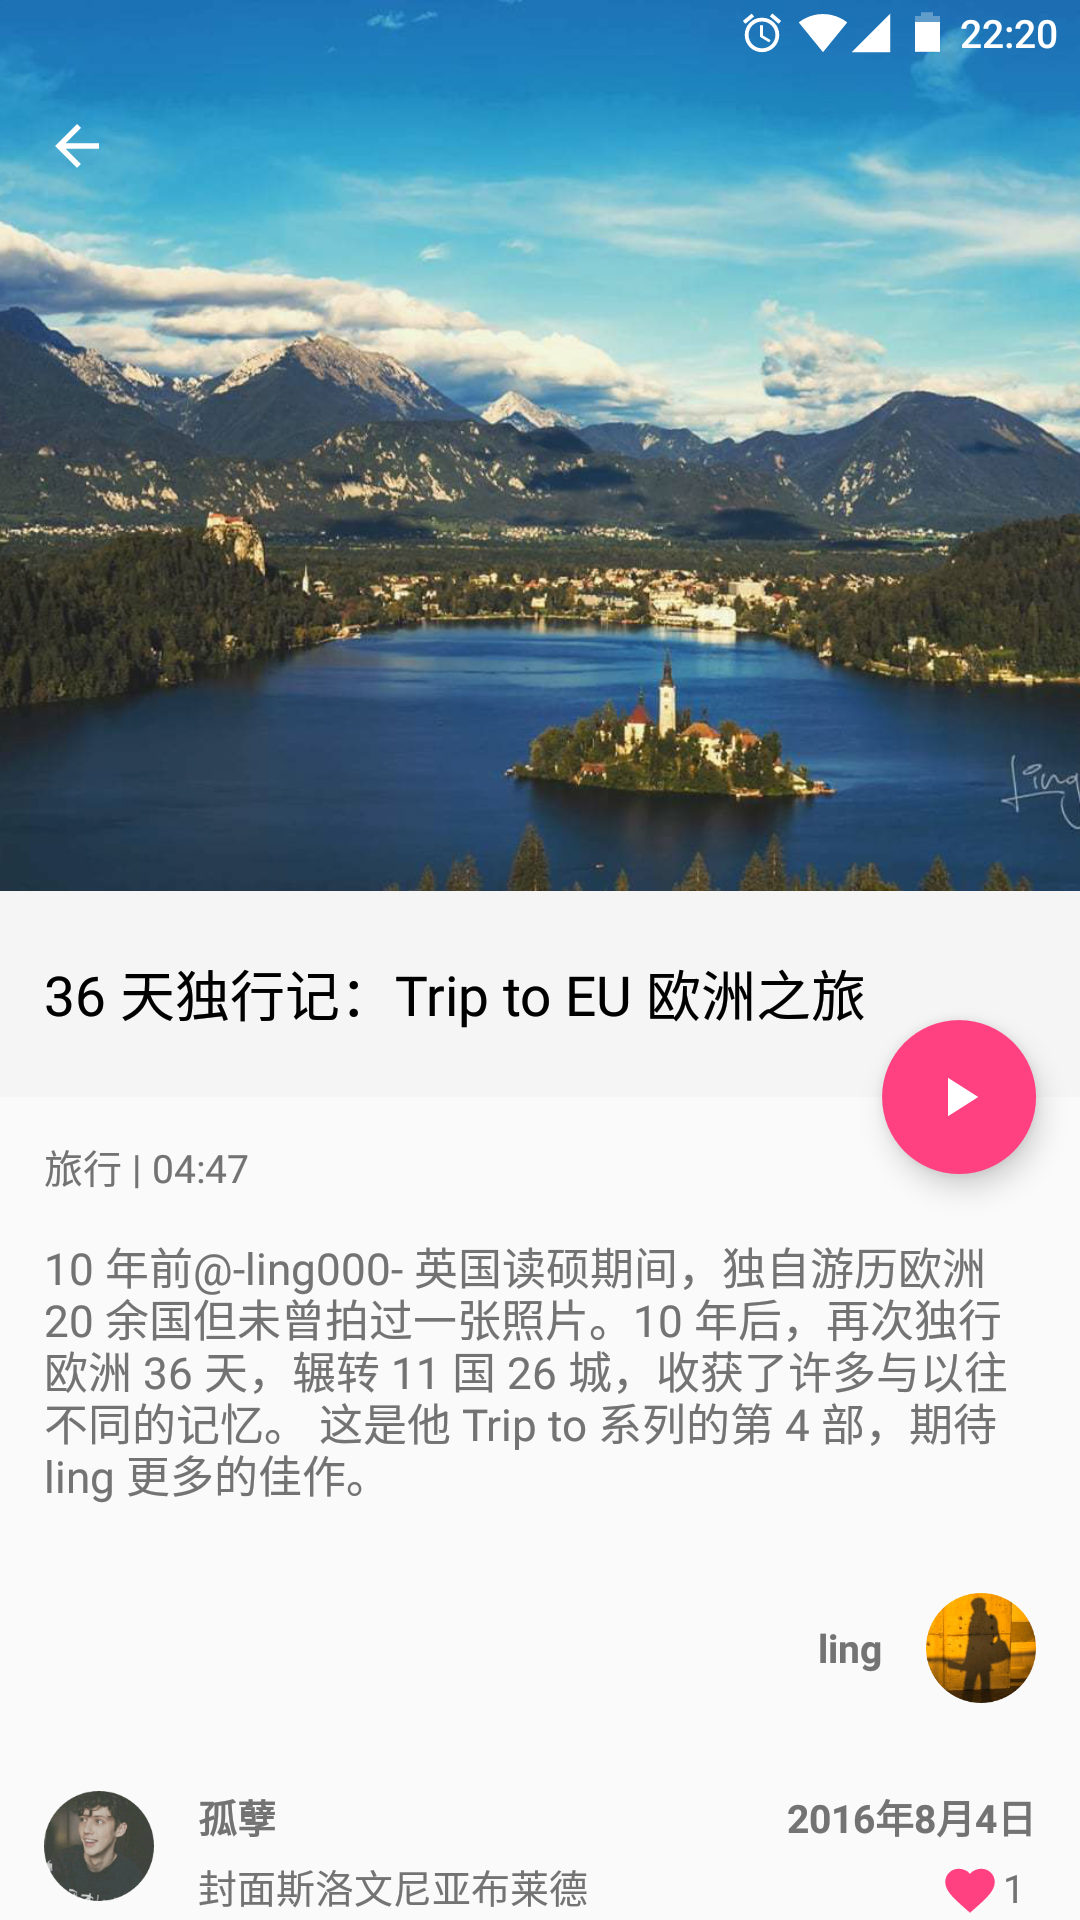 22:20
Ling
36 天独行记：Trip to EU 欧洲之旅
旅行 | 04:47
10 年前@-ling000- 英国读硕期间，独自游历欧洲
20 余国但未曾拍过一张照片。10 年后，再次独行
欧洲 36 天，辗转 11 国 26 城，收获了许多与以往
不同的记忆。 这是他 Trip to 系列的第 4 部，期待
ling 更多的佳作。
ling
孤孽
2016年8月4日
封面斯洛文尼亚布莱德
1